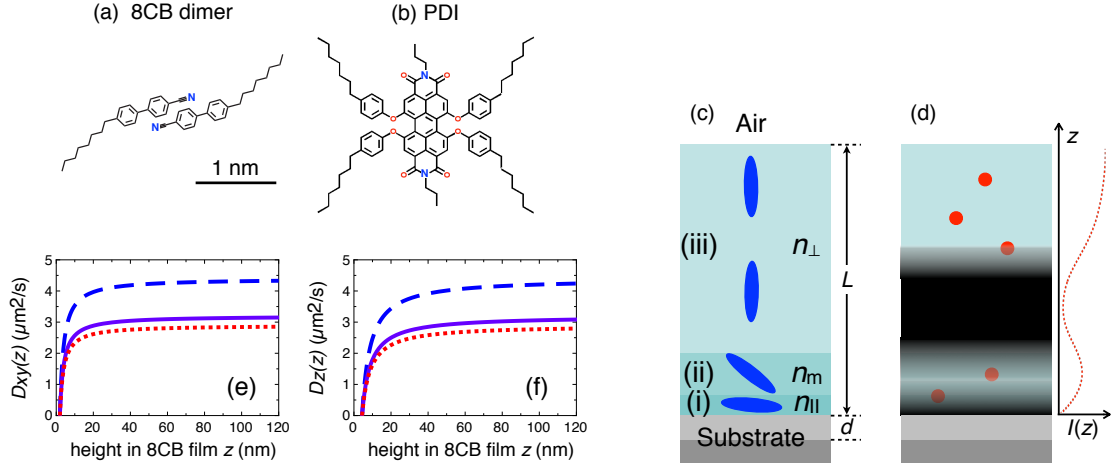 (a) 8CB dimer
(b) PDI
N
N
1 nm
N
O
O
O
O
O
O
O
O
N
(c)
Air
(iii)
n⊥
L
(ii)
nm
(i)
n||
Substrate
d
(d)
z
I(z)
Dxy(z) (μm2/s)
5
4
3
2
1
0
0 20 40 60 80 100 120
height in 8CB film z (nm)
(e)
Dz(z) (μm2/s)
5
4
3
2
1
0
0 20 40 60 80 100 120
height in 8CB film z (nm)
(f)